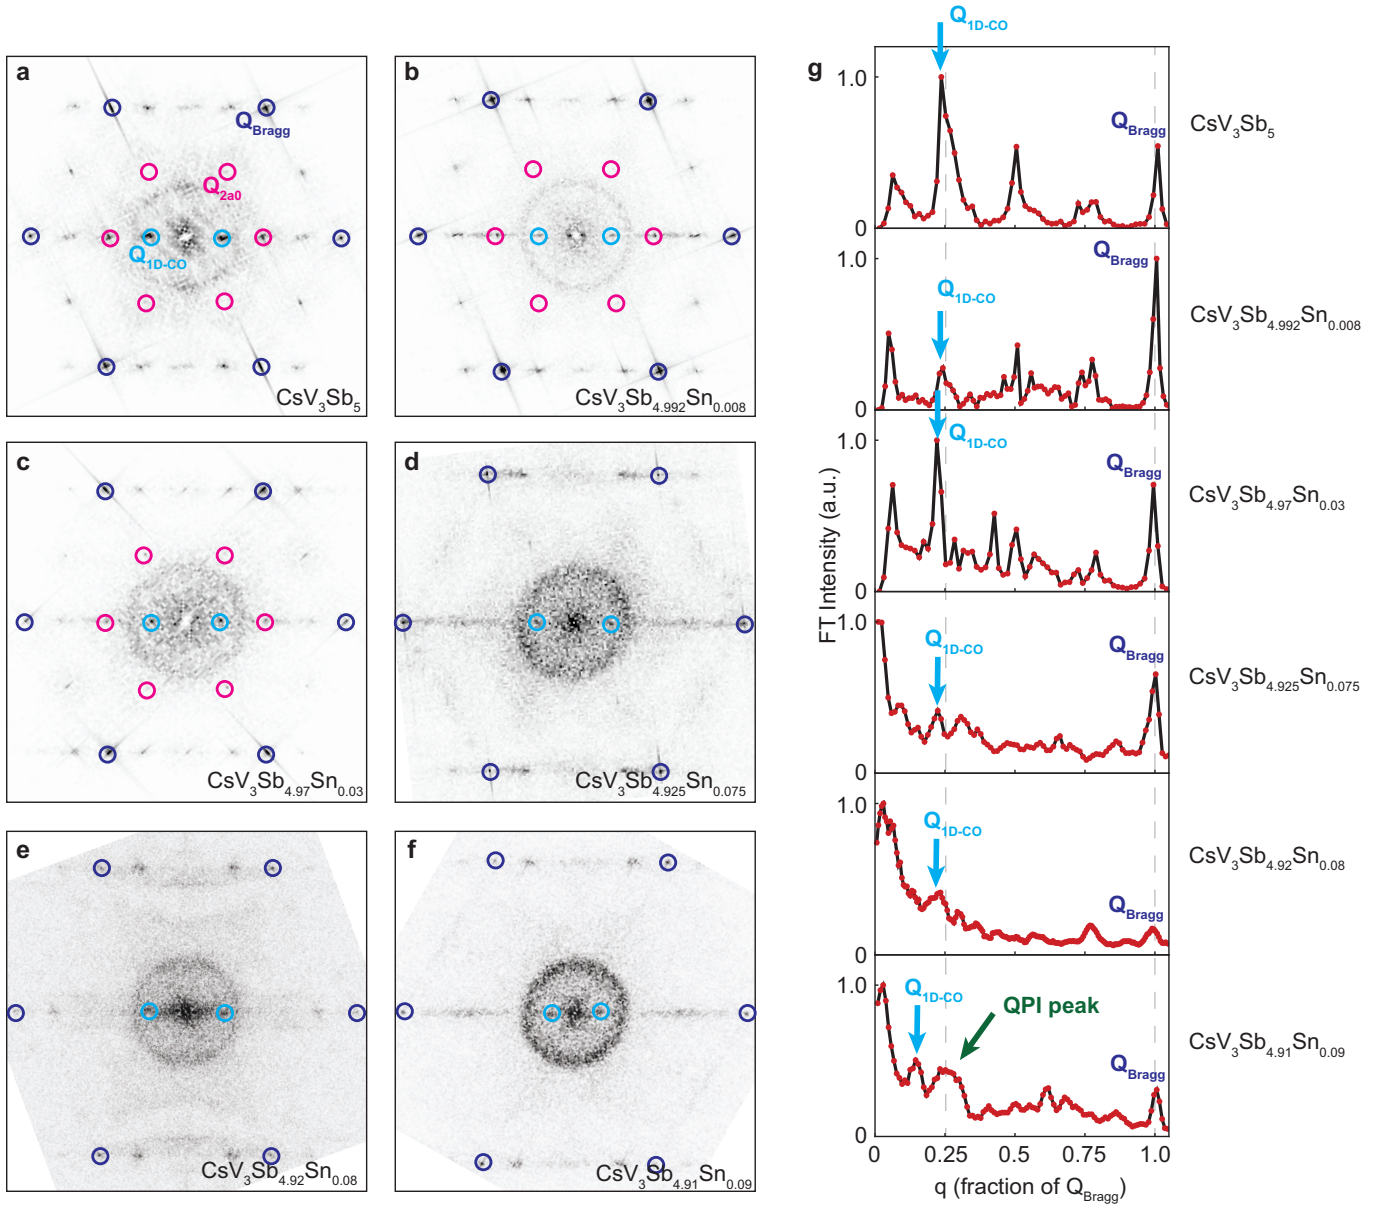 a
Q_Bragg
Q_2a0
Q_1D-CO
CsV_3Sb_5
b
CsV_3Sb_4.992Sn_0.008
c
CsV_3Sb_4.97Sn_0.03
d
CsV_3Sb_4.925Sn_0.075
e
CsV_3Sb_4.92Sn_0.08
f
CsV_3Sb_4.91Sn_0.09
g
Q_1D-CO
1.0
Q_Bragg
CsV_3Sb_5
0
1.0
Q_Bragg
Q_1D-CO
CsV_3Sb_4.992Sn_0.008
0
1.0
Q_1D-CO
Q_Bragg
CsV_3Sb_4.97Sn_0.03
0
FT Intensity (a.u.)
1.0
Q_1D-CO
Q_Bragg
CsV_3Sb_4.925Sn_0.075
0
1.0
Q_1D-CO
CsV_3Sb_4.92Sn_0.08
Q_Bragg
0
1.0
Q_1D-CO
QPI peak
CsV_3Sb_4.91Sn_0.09
Q_Bragg
0
0 0.25 0.5 0.75 1.0
q (fraction of Q_Bragg)